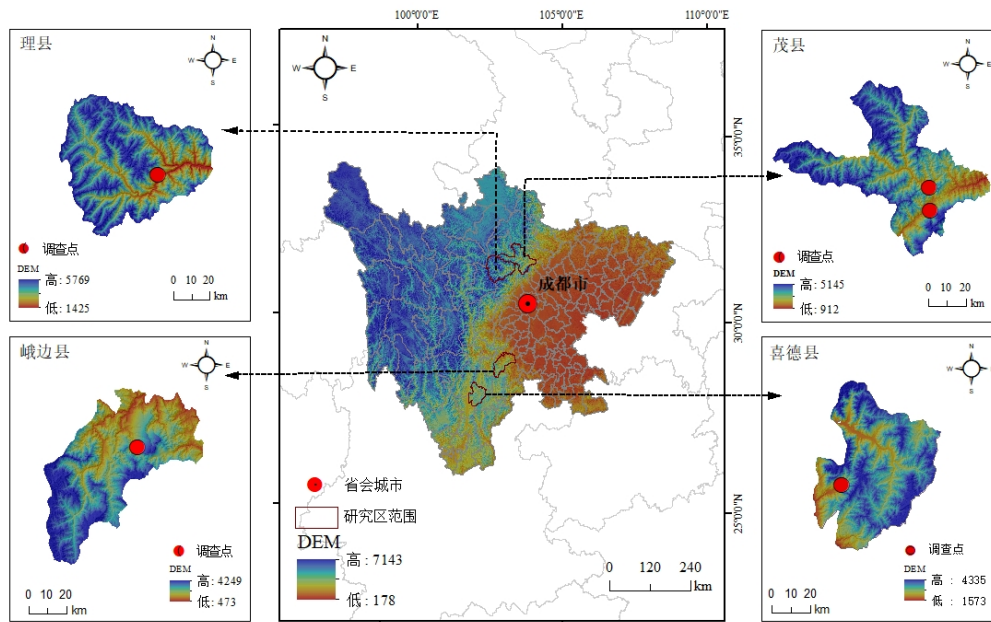 理县
N
W
E
S
调查点
DEM
高: 5769
低: 1425
0 10 20
km
峨边县
N
W
E
S
调查点
DEM
高: 4249
低: 473
0 10 20
km
100°0'0"E
105°0'0"E
110°0'0"E
N
W
E
S
35°0'0"N
30°0'0"N
25°0'0"N
成都市
省会城市
研究区范围
DEM
高 : 7143
低 : 178
0 120 240
km
茂县
N
W
E
S
调查点
DEM
高: 5145
低: 912
0 10 20
km
喜德县
N
W
E
S
调查点
DEM
高 : 4335
低 : 1573
0 10 20
km